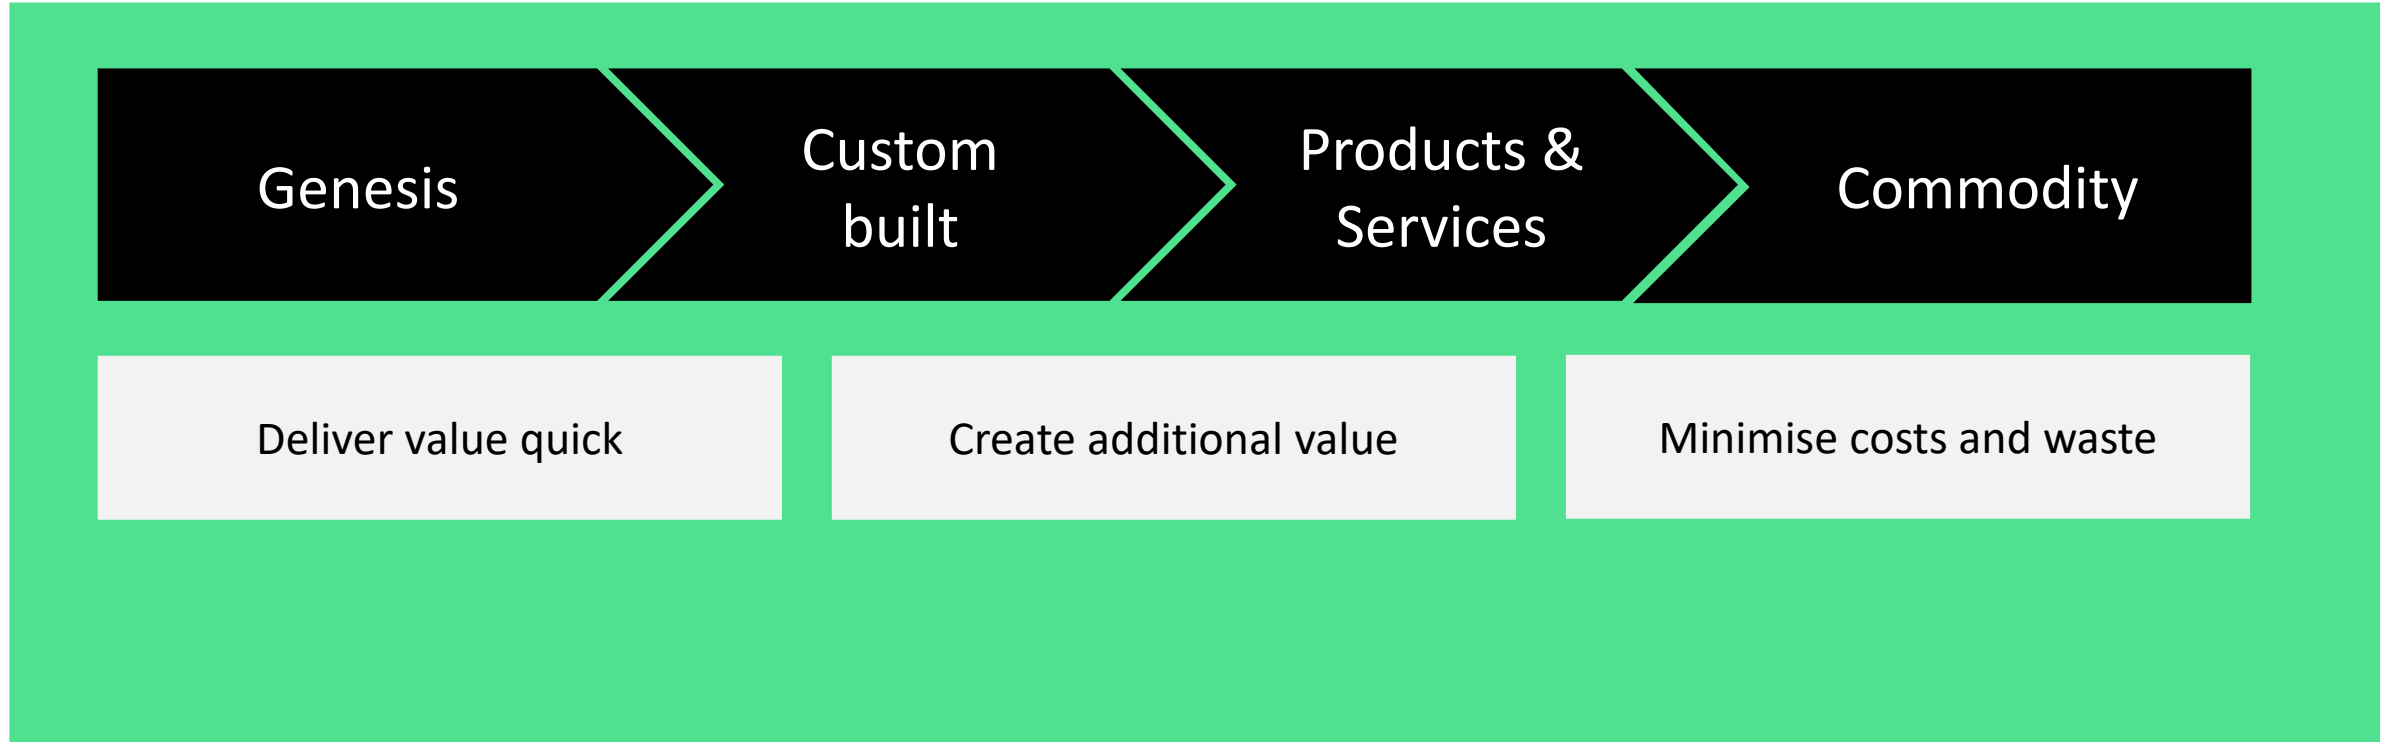 Genesis
Custom
built
Products &
Services
Commodity
Deliver value quick
Create additional value
Minimise costs and waste